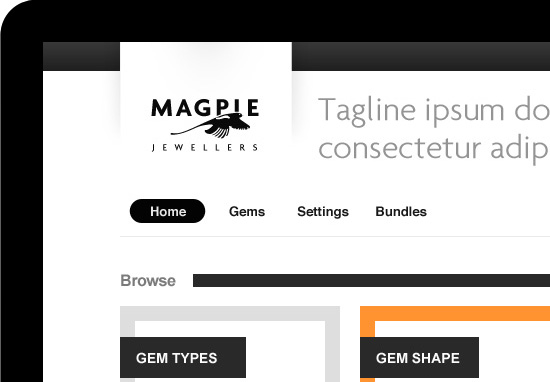 MAGPIE
JEWELLERS
Tagline ipsum do
consectetur adip
Home Gems Settings Bundles
Browse
GEM TYPES GEM SHAPE